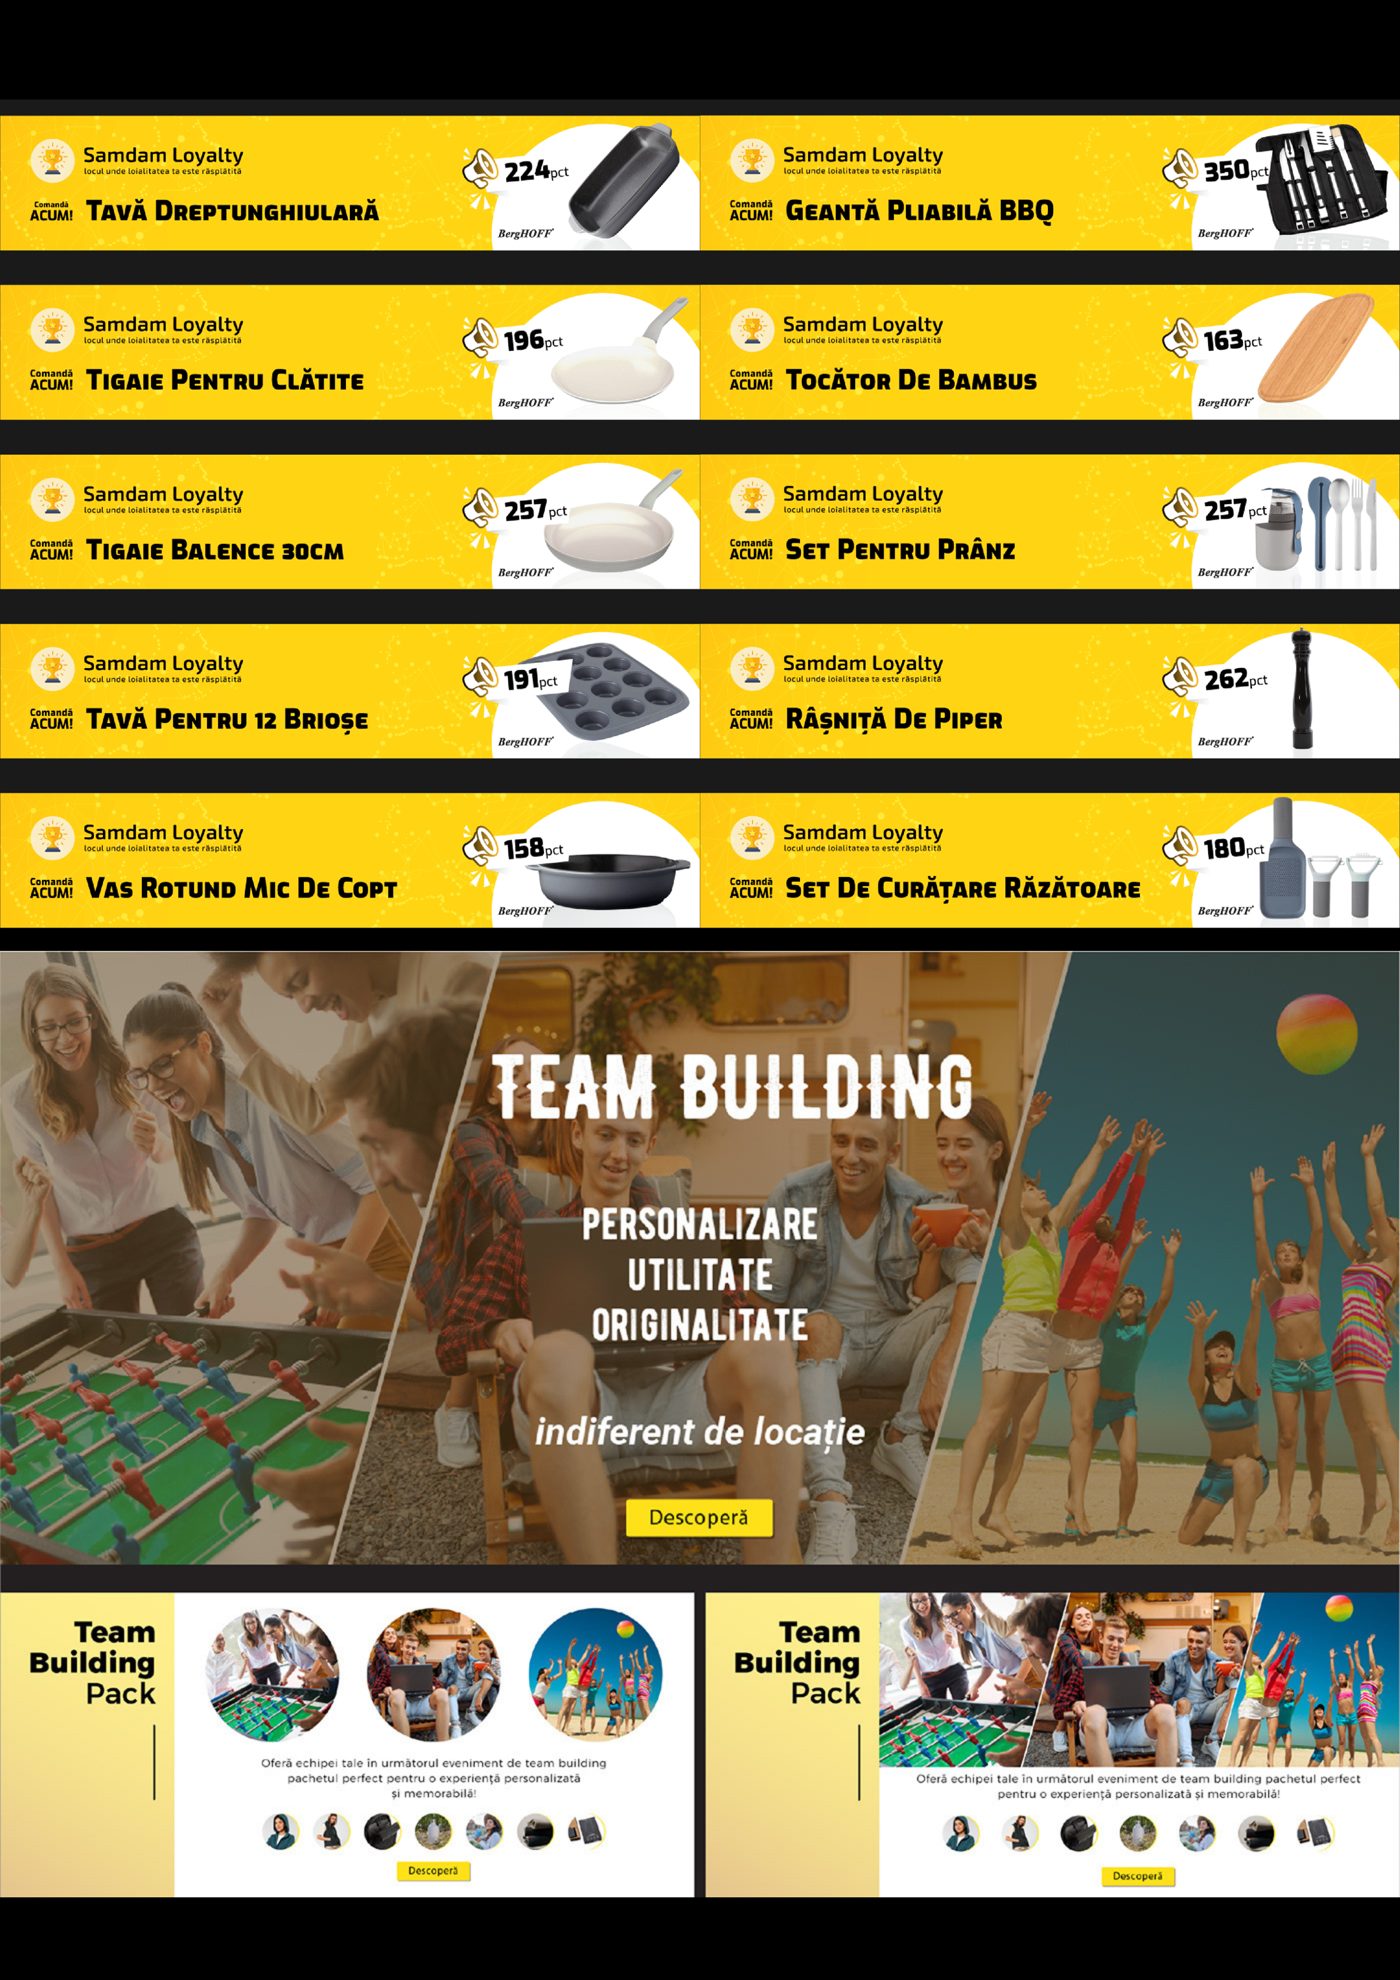 Samdam Loyalty
locul unde loialitatea ta este răsplătită
Comandă
ACUM!
TAVĂ DREPTUNGHIULARĂ
224pct
BergHOFF
Samdam Loyalty
locul unde loialitatea ta este răsplătită
Comandă
ACUM!
GEANTĂ PLIABILĂ BBQ
350pct
BergHOFF
Samdam Loyalty
locul unde loialitatea ta este răsplătită
Comandă
ACUM!
TIGAIE PENTRU CLĂTITE
196pct
BergHOFF
Samdam Loyalty
locul unde loialitatea ta este răsplătită
Comandă
ACUM!
TOCĂTOR DE BAMBUS
163pct
BergHOFF
Samdam Loyalty
locul unde loialitatea ta este răsplătită
Comandă
ACUM!
TIGAIE BALENCE 30CM
257pct
BergHOFF
Samdam Loyalty
locul unde loialitatea ta este răsplătită
Comandă
ACUM!
SET PENTRU PRÂNZ
257pct
BergHOFF
Samdam Loyalty
locul unde loialitatea ta este răsplătită
Comandă
ACUM!
TAVĂ PENTRU 12 BRIOȘE
191pct
BergHOFF
Samdam Loyalty
locul unde loialitatea ta este răsplătită
Comandă
ACUM!
RÂȘNIȚĂ DE PIPER
262pct
BergHOFF
Samdam Loyalty
locul unde loialitatea ta este răsplătită
Comandă
ACUM!
VAS ROTUND MIC DE COPT
158pct
BergHOFF
Samdam Loyalty
locul unde loialitatea ta este răsplătită
Comandă
ACUM!
SET DE CURĂȚARE RĂZĂTOARE
180pct
BergHOFF
TEAM BUILDING
PERSONALIZARE
UTILITATE
ORIGINALITATE
indiferent de locație
Descoperă
Team
Building
Pack
Oferă echipei tale în următorul eveniment de team building
pachetul perfect pentru o experiență personalizată
și memorabilă!
Descoperă
Team
Building
Pack
Oferă echipei tale în următorul eveniment de team building pachetul perfect
pentru o experiență personalizată și memorabilă!
Descoperă